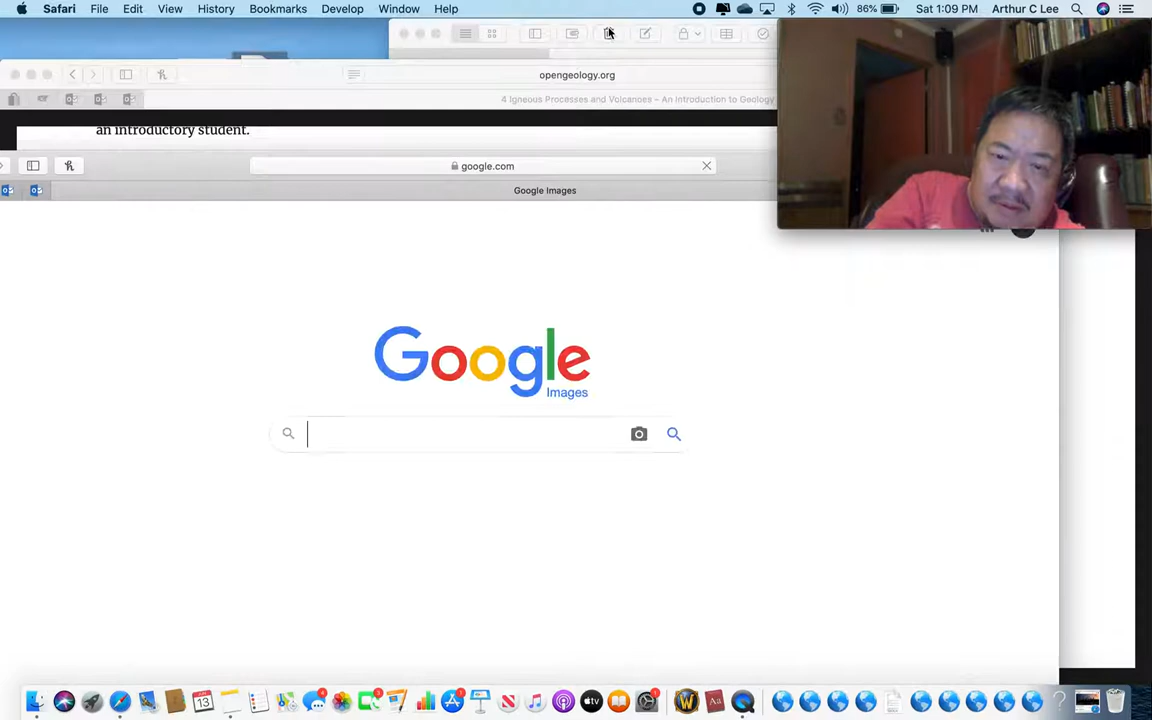 Safari File Edit View History Bookmarks Develop Window Help 86% Sat 1:09 PM Arthur C Lee
opengeology.org
4 Igneous Processes and Volcanoes – An Introduction to Geology
an introductory student.
google.com
Google Images
Google
Images